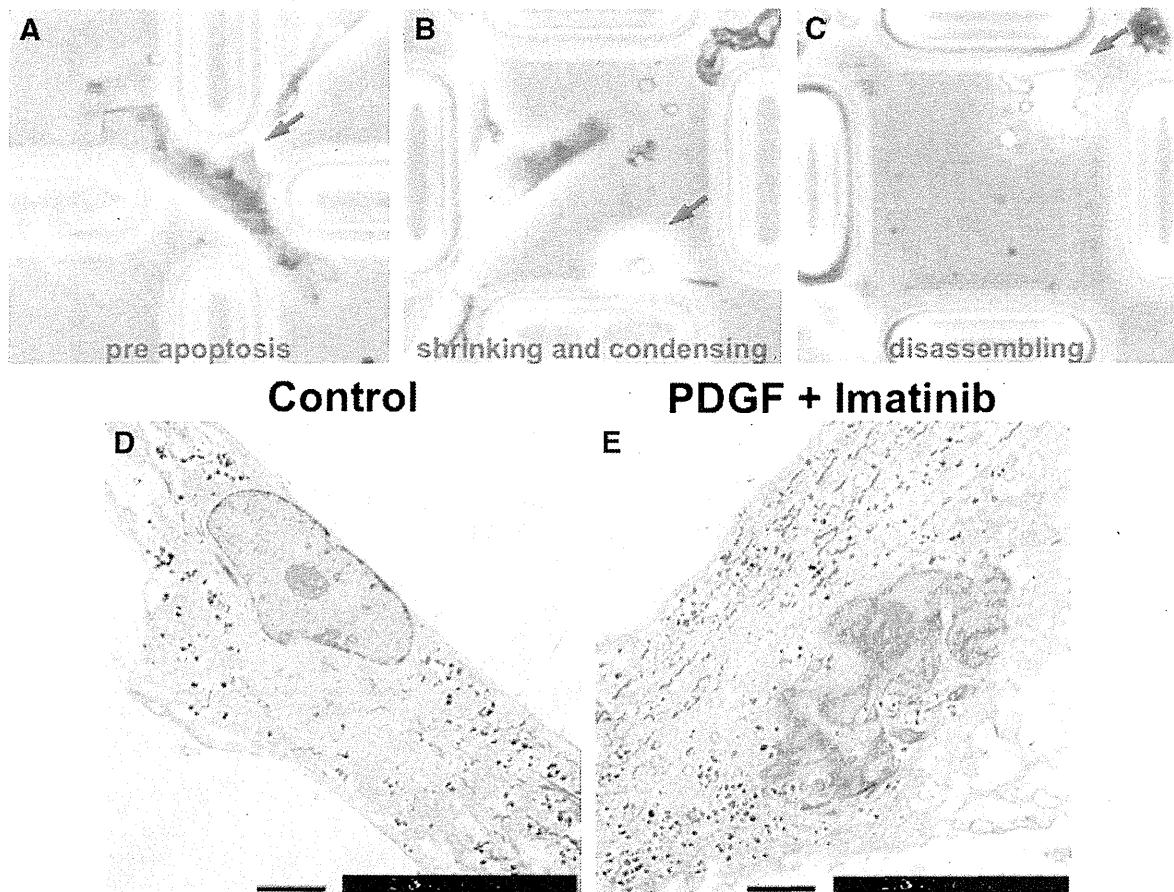 A
B
C
pre apoptosis
shrinking and condensing
disassembling
Control
PDGF + Imatinib
D
E